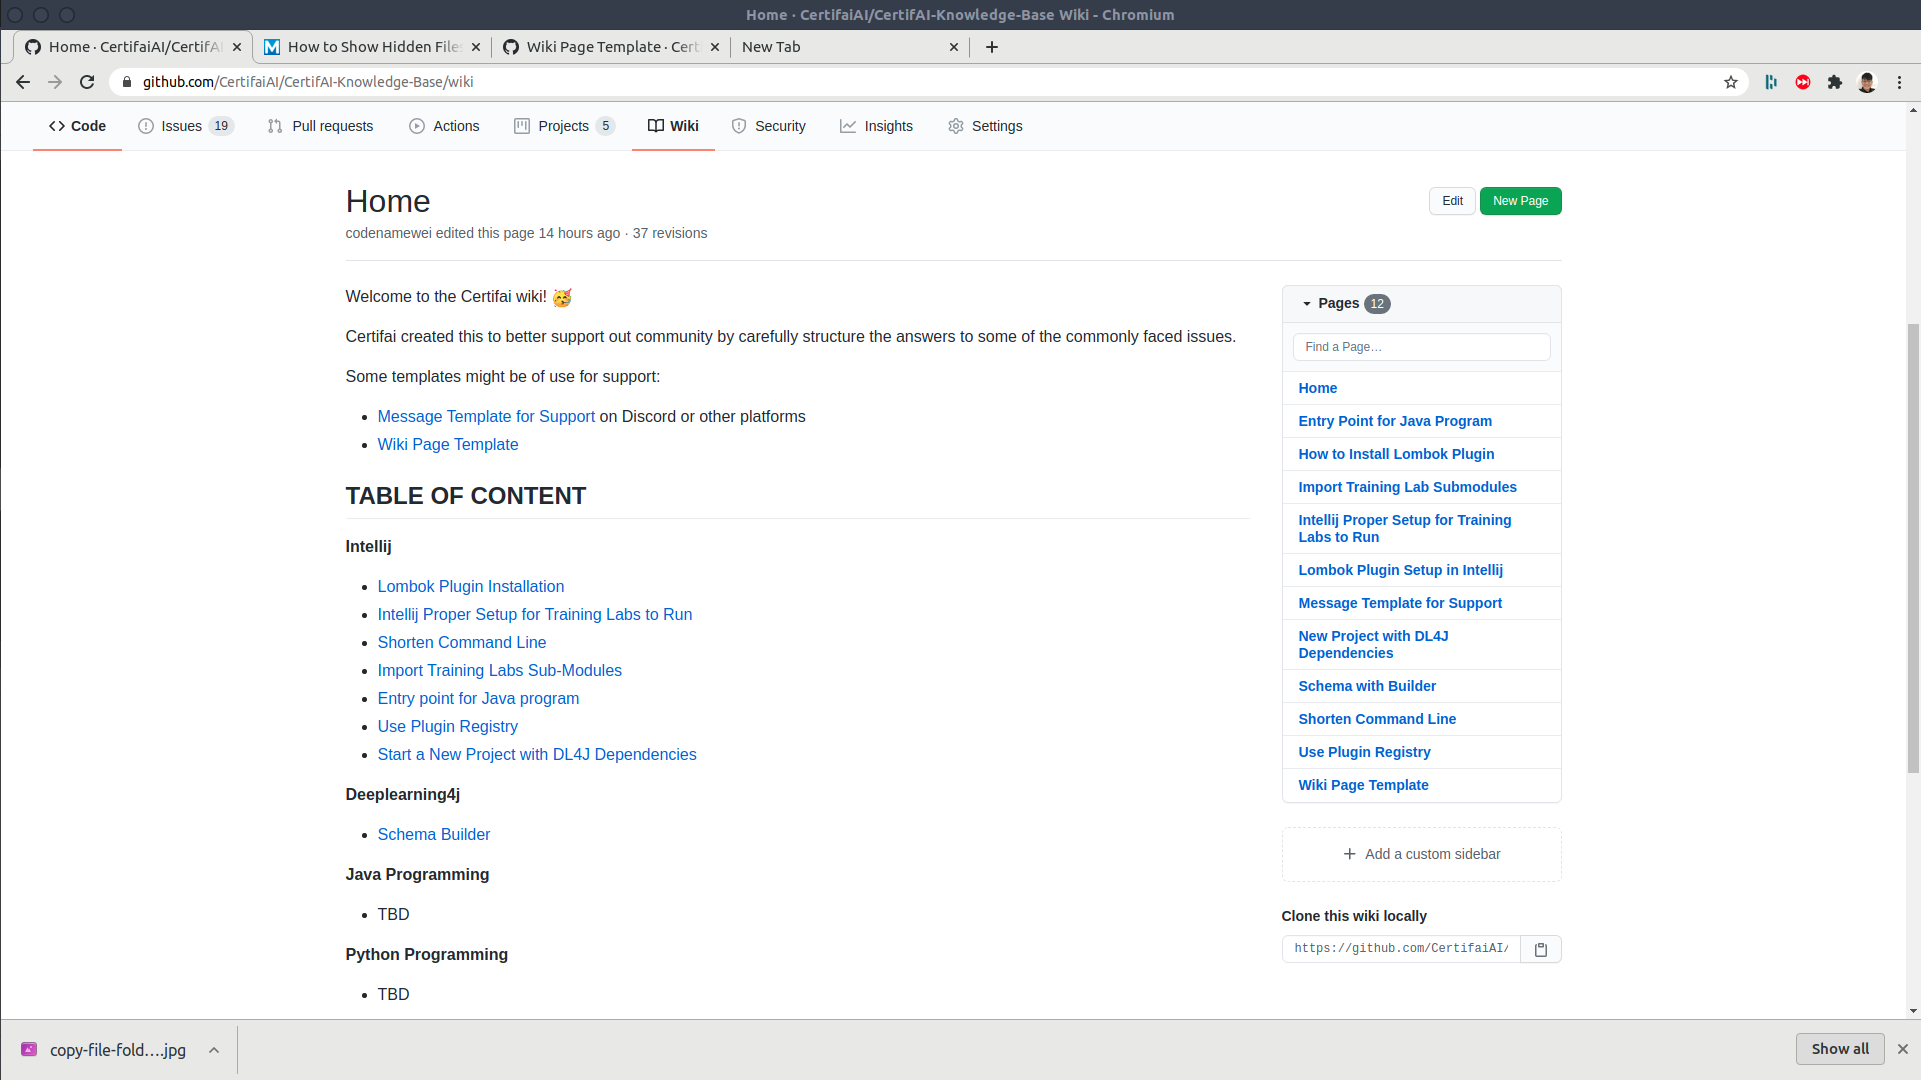 Home · CertifaiAI/CertifAI-Knowledge-Base Wiki - Chromium
Home · CertifaiAI/CertifAI
How to Show Hidden Files
Wiki Page Template · Cert
New Tab
github.com/CertifaiAI/CertifAI-Knowledge-Base/wiki
Code
Issues 19
Pull requests
Actions
Projects 5
Wiki
Security
Insights
Settings
Home
Edit
New Page
codenamewei edited this page 14 hours ago · 37 revisions
Welcome to the Certifai wiki! 🥳
Certifai created this to better support out community by carefully structure the answers to some of the commonly faced issues.
Some templates might be of use for support:
Message Template for Support on Discord or other platforms
Wiki Page Template
TABLE OF CONTENT
Intellij
Lombok Plugin Installation
Intellij Proper Setup for Training Labs to Run
Shorten Command Line
Import Training Labs Sub-Modules
Entry point for Java program
Use Plugin Registry
Start a New Project with DL4J Dependencies
Deeplearning4j
Schema Builder
Java Programming
TBD
Python Programming
TBD
Pages 12
Find a Page…
Home
Entry Point for Java Program
How to Install Lombok Plugin
Import Training Lab Submodules
Intellij Proper Setup for Training
Labs to Run
Lombok Plugin Setup in Intellij
Message Template for Support
New Project with DL4J
Dependencies
Schema with Builder
Shorten Command Line
Use Plugin Registry
Wiki Page Template
Add a custom sidebar
Clone this wiki locally
https://github.com/CertifaiAI/
copy-file-fold….jpg
Show all